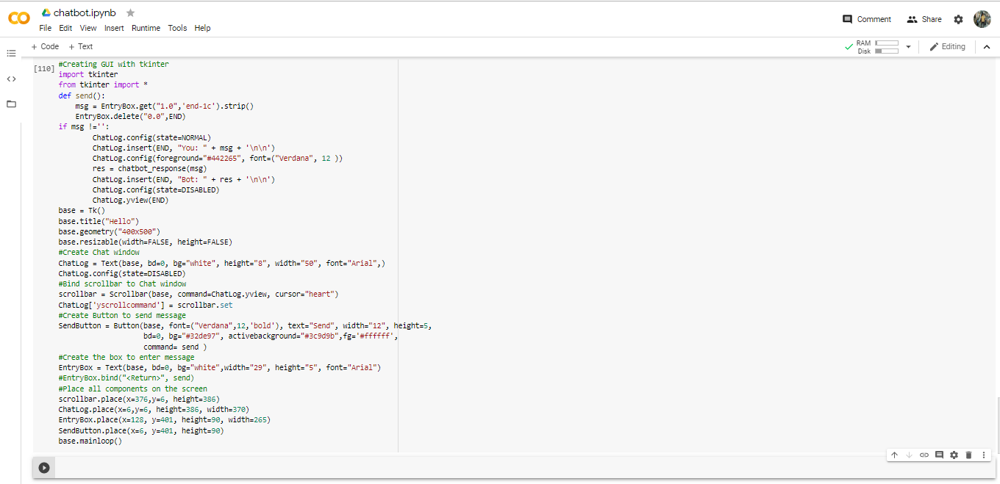 CO chatbot.ipynb
File Edit View Insert Runtime Tools Help
Comment Share
+ Code + Text
RAM
Disk
Editing
[110]
#Creating GUI with tkinter
import tkinter
from tkinter import *
def send():
    msg = EntryBox.get("1.0",'end-1c').strip()
    EntryBox.delete("0.0",END)
if msg !='':
        ChatLog.config(state=NORMAL)
        ChatLog.insert(END, "You: " + msg + '\n\n')
        ChatLog.config(foreground="#442265", font=("Verdana", 12 ))
        res = chatbot_response(msg)
        ChatLog.insert(END, "Bot: " + res + '\n\n')
        ChatLog.config(state=DISABLED)
        ChatLog.yview(END)
base = Tk()
base.title("Hello")
base.geometry("400x500")
base.resizable(width=FALSE, height=FALSE)
#Create Chat window
ChatLog = Text(base, bd=0, bg="white", height="8", width="50", font="Arial",)
ChatLog.config(state=DISABLED)
#Bind scrollbar to Chat window
scrollbar = Scrollbar(base, command=ChatLog.yview, cursor="heart")
ChatLog['yscrollcommand'] = scrollbar.set
#Create Button to send message
SendButton = Button(base, font=("Verdana",12,'bold'), text="Send", width="12", height=5,
                    bd=0, bg="#32de97", activebackground="#3c9d9b",fg='#ffffff',
                    command= send )
#Create the box to enter message
EntryBox = Text(base, bd=0, bg="white",width="29", height="5", font="Arial")
#EntryBox.bind("<Return>", send)
#Place all components on the screen
scrollbar.place(x=376,y=6, height=386)
ChatLog.place(x=6,y=6, height=386, width=370)
EntryBox.place(x=128, y=401, height=90, width=265)
SendButton.place(x=6, y=401, height=90)
base.mainloop()